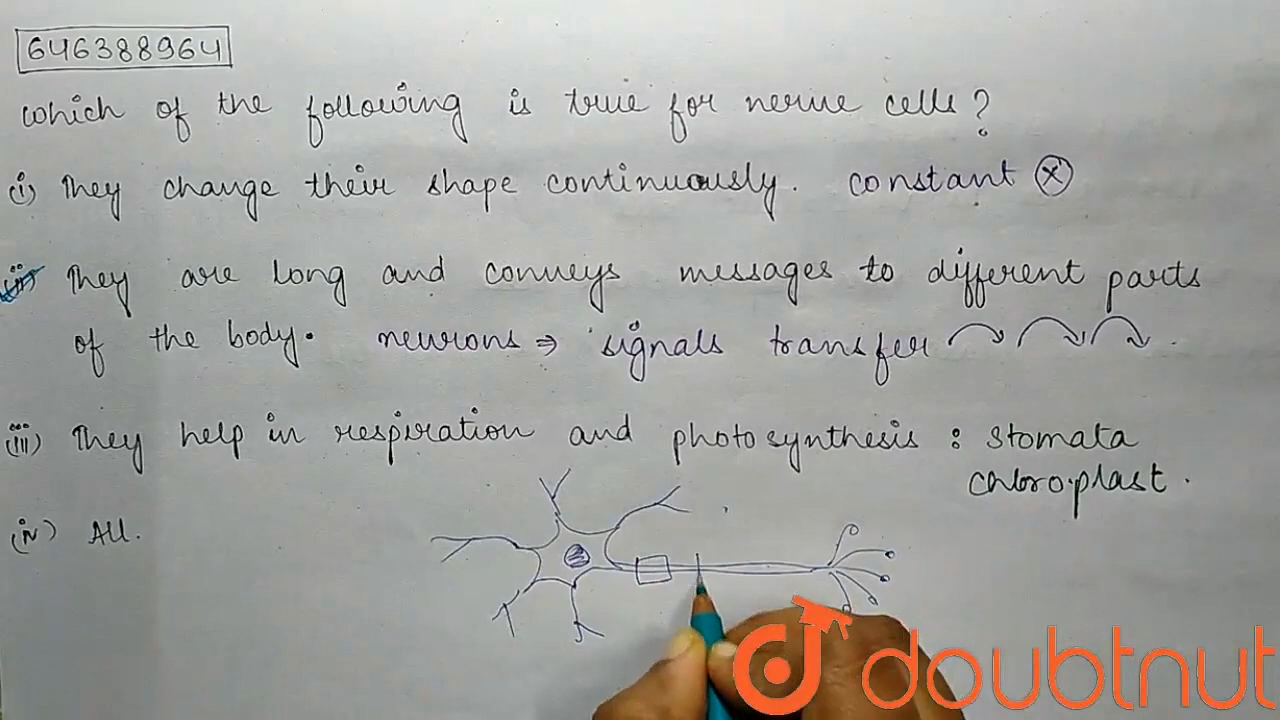 646388964
Which of the following is true for nerve cells?
(i) They change their shape continuously. constant ⓧ
(ii) They are long and conveys messages to different parts
of the body. neurons ⇒ signals transfer
(iii) They help in respiration and photosynthesis : stomata
chloroplast.
(iv) All.
doubtnut